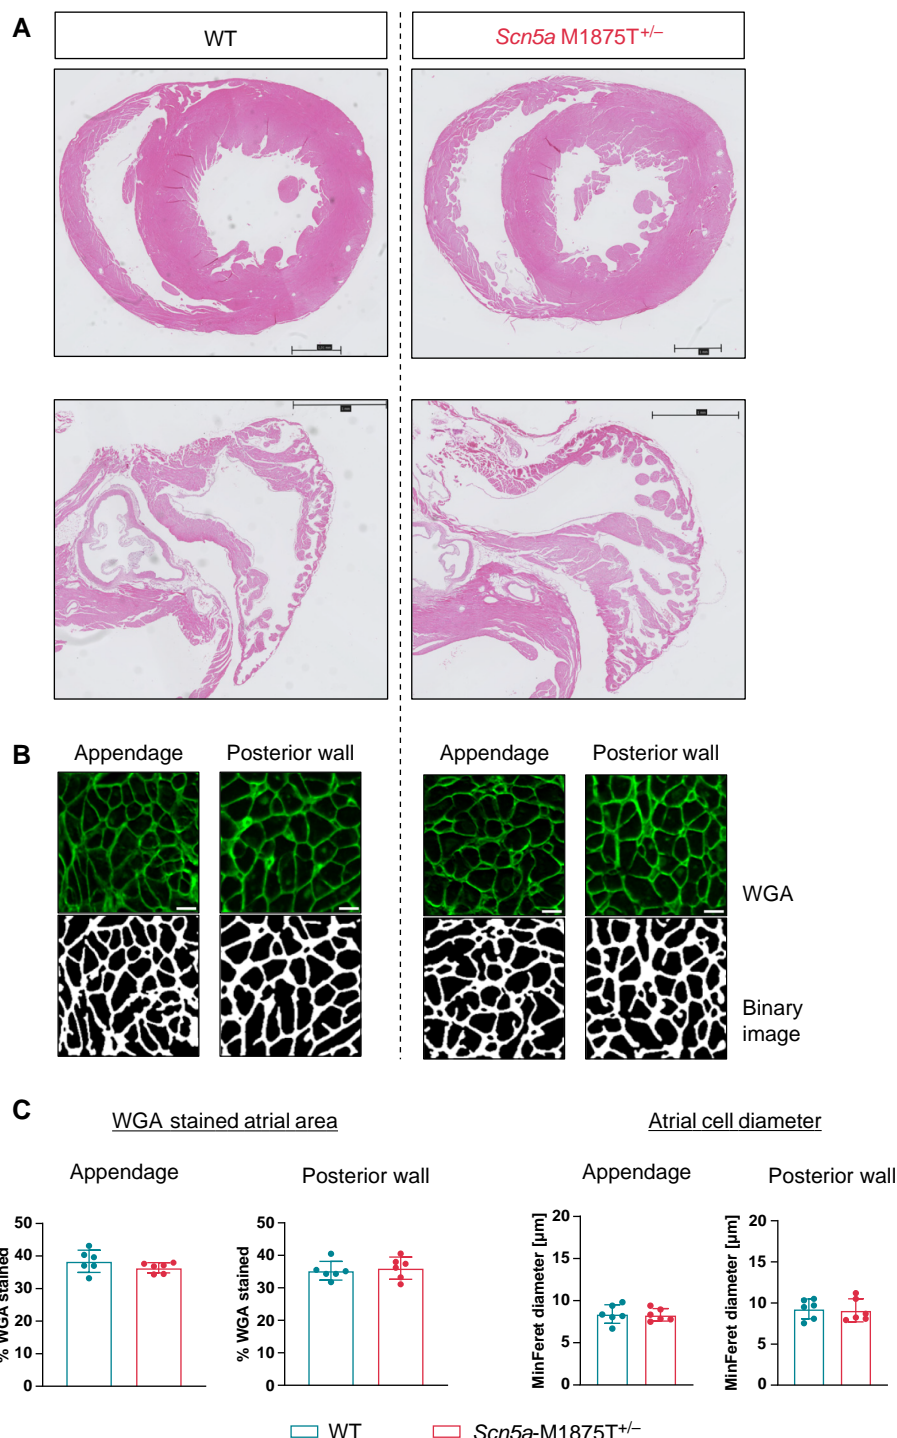 A
WT
Scn5a M1875T+/–
B
Appendage
Posterior wall
Appendage
Posterior wall
WGA
Binary
image
C
WGA stained atrial area
Atrial cell diameter
Appendage
Posterior wall
Appendage
Posterior wall
% WGA stained
50
40
30
20
10
0
% WGA stained
50
40
30
20
10
0
MinFeret diameter [µm]
20
15
10
5
0
MinFeret diameter [µm]
20
15
10
5
0
WT
Scn5a-M1875T+/–